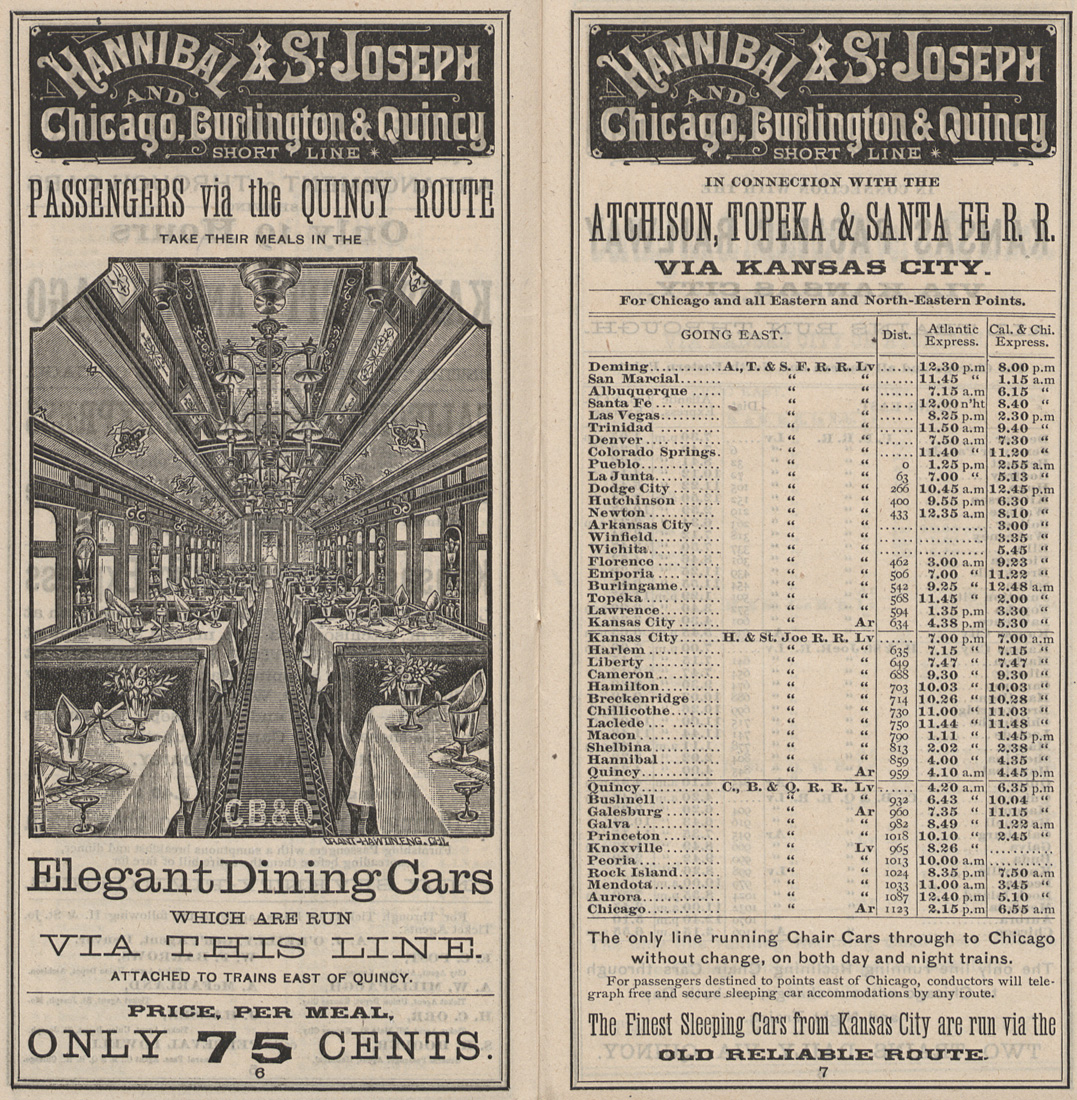 HANNIBAL & ST. JOSEPH
AND
Chicago, Burlington & Quincy
SHORT LINE
PASSENGERS via the QUINCY ROUTE
TAKE THEIR MEALS IN THE
C.B&Q
GRANT-HAWTIN.ENG. CHI.
Elegant Dining Cars
WHICH ARE RUN
VIA THIS LINE.
ATTACHED TO TRAINS EAST OF QUINCY.
PRICE, PER MEAL,
ONLY 75 CENTS.
6
HANNIBAL & ST. JOSEPH
AND
Chicago, Burlington & Quincy
SHORT LINE
IN CONNECTION WITH THE
ATCHISON, TOPEKA & SANTA FE R. R.
VIA KANSAS CITY.
For Chicago and all Eastern and North-Eastern Points.
GOING EAST. Dist. Atlantic Express. Cal. & Chi. Express.
Deming........ A., T. & S. F. R. R. Lv ...... 12.30 p.m 8.00 p.m
San Marcial....... “ “ ...... 11.45 “ 1.15 a.m
Albuquerque ..... “ “ ...... 7.15 a.m 6.15 “
Santa Fe .......... “ “ ...... 12.00 n'ht 8.40 “
Las Vegas......... “ “ ...... 8.25 p.m 2.30 p.m
Trinidad .......... “ “ ...... 11.50 a.m 9.40 “
Denver ............ “ “ ...... 7.50 a.m 7.30 “
Colorado Springs. “ “ ...... 11.40 “ 11.20 “
Pueblo............ “ “ 0 1.25 p.m 2.55 a.m
La Junta.......... “ “ 63 7.00 “ 5.13 “
Dodge City ....... “ “ 266 10.45 a.m 12.45 p.m
Hutchinson ...... “ “ 400 9.55 p.m 6.30 “
Newton ........... “ “ 433 12.35 a.m 8.10 “
Arkansas City .... “ “ ...... ............ 3.00 “
Winfield........... “ “ ...... ............ 3.35 “
Wichita............ “ “ ...... ............ 5.45 “
Florence .......... “ “ 462 3.00 a.m 9.23 “
Emporia .......... “ “ 506 7.00 “ 11.22 “
Burlingame....... “ “ 542 9.25 “ 12.48 a.m
Topeka ............ “ “ 568 11.45 “ 2.00 “
Lawrence.......... “ “ 594 1.35 p.m 3.30 “
Kansas City....... “ Ar 634 4.38 p.m 5.30 “
Kansas City...... H. & St. Joe R. R. Lv ...... 7.00 p.m 7.00 a.m
Harlem ............ “ “ 635 7.15 “ 7.15 “
Liberty ............ “ “ 649 7.47 “ 7.47 “
Cameron .......... “ “ 688 9.30 “ 9.30 “
Hamilton.......... “ “ 703 10.03 “ 10.03 “
Breckenridge..... “ “ 714 10.26 “ 10.28 “
Chillicothe ....... “ “ 730 11.00 “ 11.03 “
Laclede ........... “ “ 750 11.44 “ 11.48 “
Macon ............. “ “ 790 1.11 “ 1.45 p.m
Shelbina .......... “ “ 813 2.02 “ 2.38 “
Hannibal ......... “ “ 859 4.00 “ 4.35 “
Quincy............. “ Ar 959 4.10 a.m 4.45 p.m
Quincy............ C., B. & Q. R. R. Lv ...... 4.20 a.m 6.35 p.m
Bushnell .......... “ “ 932 6.43 “ 10.04 “
Galesburg ........ “ Ar 960 7.35 “ 11.15 “
Galva .............. “ “ 982 8.49 “ 1.22 a.m
Princeton ......... “ “ 1018 10.10 “ 2.45 “
Knoxville ......... “ Lv 965 8.26 “ ............
Peoria.............. “ “ 1013 10.00 a.m ............
Rock Island....... “ “ 1024 8.35 p.m 7.50 a.m
Mendota........... “ “ 1033 11.00 a.m 3.45 “
Aurora............. “ “ 1087 12.40 p.m 5.10 “
Chicago ........... “ Ar 1123 2.15 p.m 6.55 a.m
The only line running Chair Cars through to Chicago
without change, on both day and night trains.
For passengers destined to points east of Chicago, conductors will tele-
graph free and secure sleeping car accommodations by any route.
The Finest Sleeping Cars from Kansas City are run via the
OLD RELIABLE ROUTE.
7